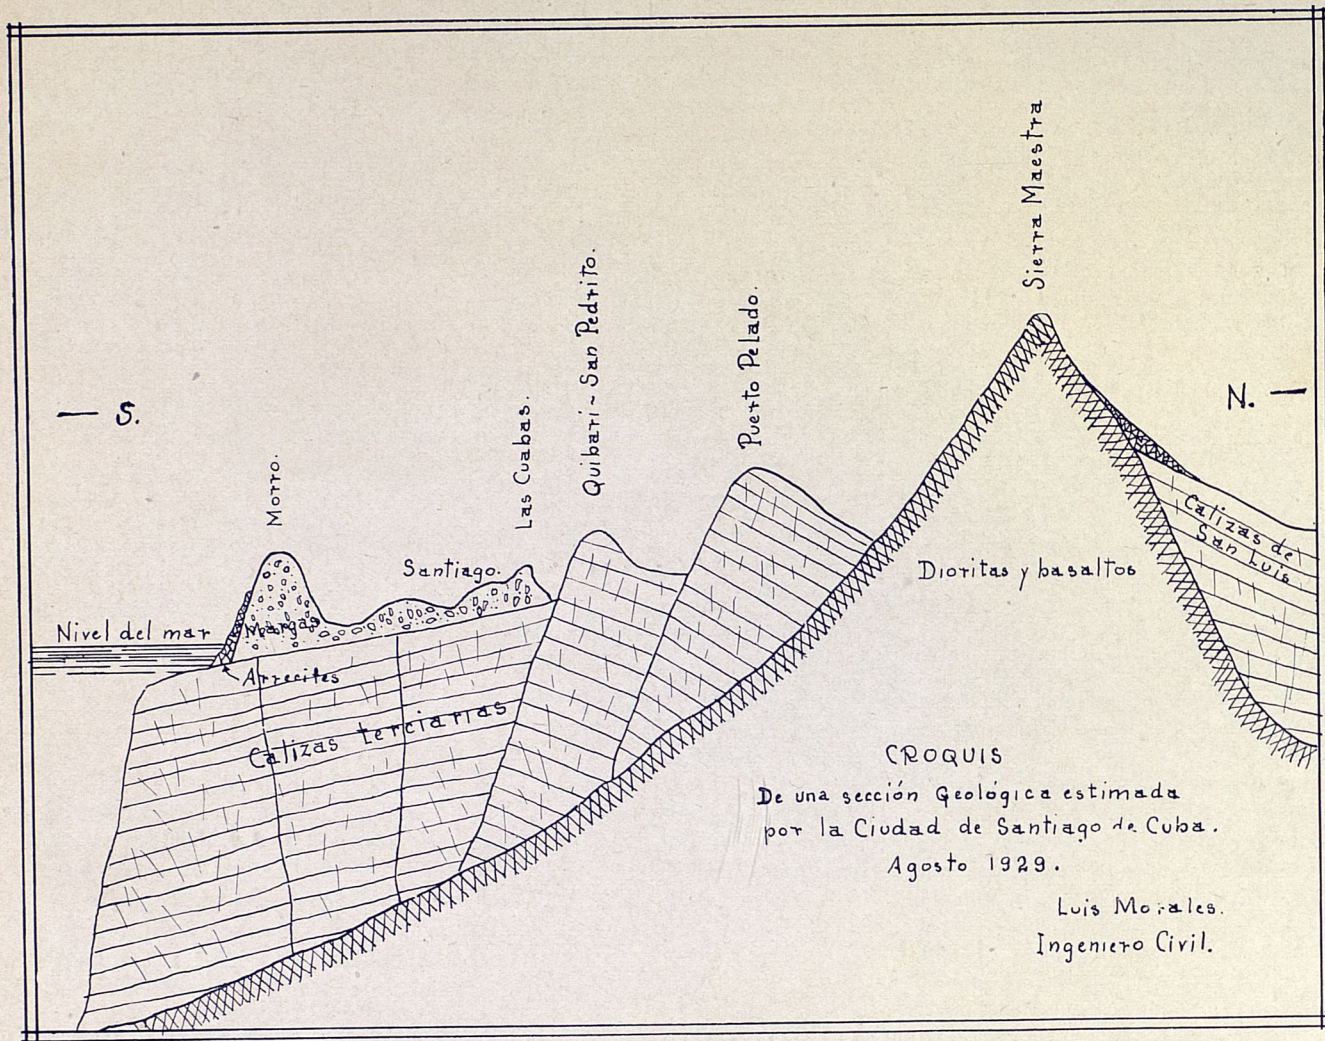 Sierra Maestra
Quibari ~ San Pedrito.
Puerto Pelado.
— S.
N. —
Las Cuabas.
Morro.
Santiago.
Calizas de
San Luis
Dioritas y basaltos
Nivel del mar
Margas
Arrecifes
Calizas terciarias
CROQUIS
De una sección Geológica estimada
por la Ciudad de Santiago de Cuba.
Agosto 1929.
Luis Morales.
Ingeniero Civil.